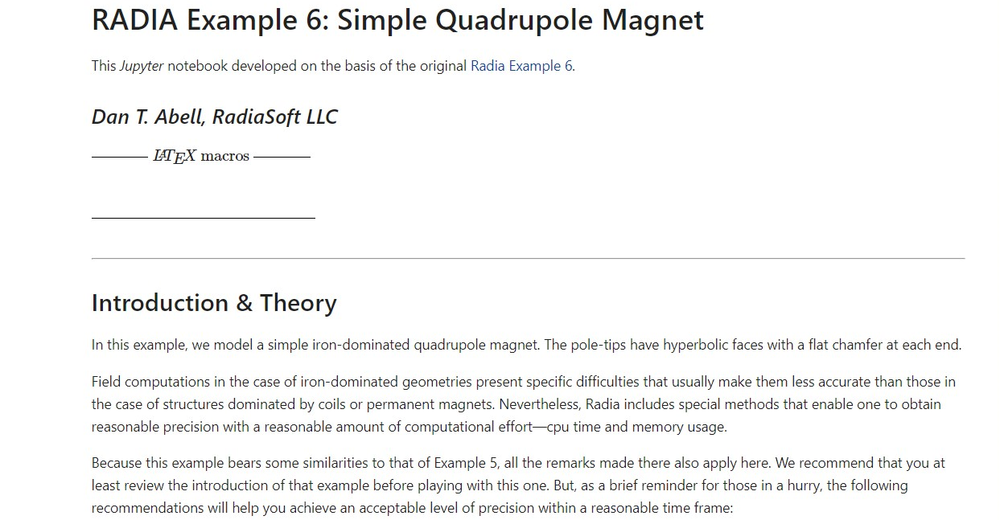 RADIA Example 6: Simple Quadrupole Magnet
This Jupyter notebook developed on the basis of the original Radia Example 6.
Dan T. Abell, RadiaSoft LLC
LATEX macros
Introduction & Theory
In this example, we model a simple iron-dominated quadrupole magnet. The pole-tips have hyperbolic faces with a flat chamfer at each end.
Field computations in the case of iron-dominated geometries present specific difficulties that usually make them less accurate than those in
the case of structures dominated by coils or permanent magnets. Nevertheless, Radia includes special methods that enable one to obtain
reasonable precision with a reasonable amount of computational effort—cpu time and memory usage.
Because this example bears some similarities to that of Example 5, all the remarks made there also apply here. We recommend that you at
least review the introduction of that example before playing with this one. But, as a brief reminder for those in a hurry, the following
recommendations will help you achieve an acceptable level of precision within a reasonable time frame: